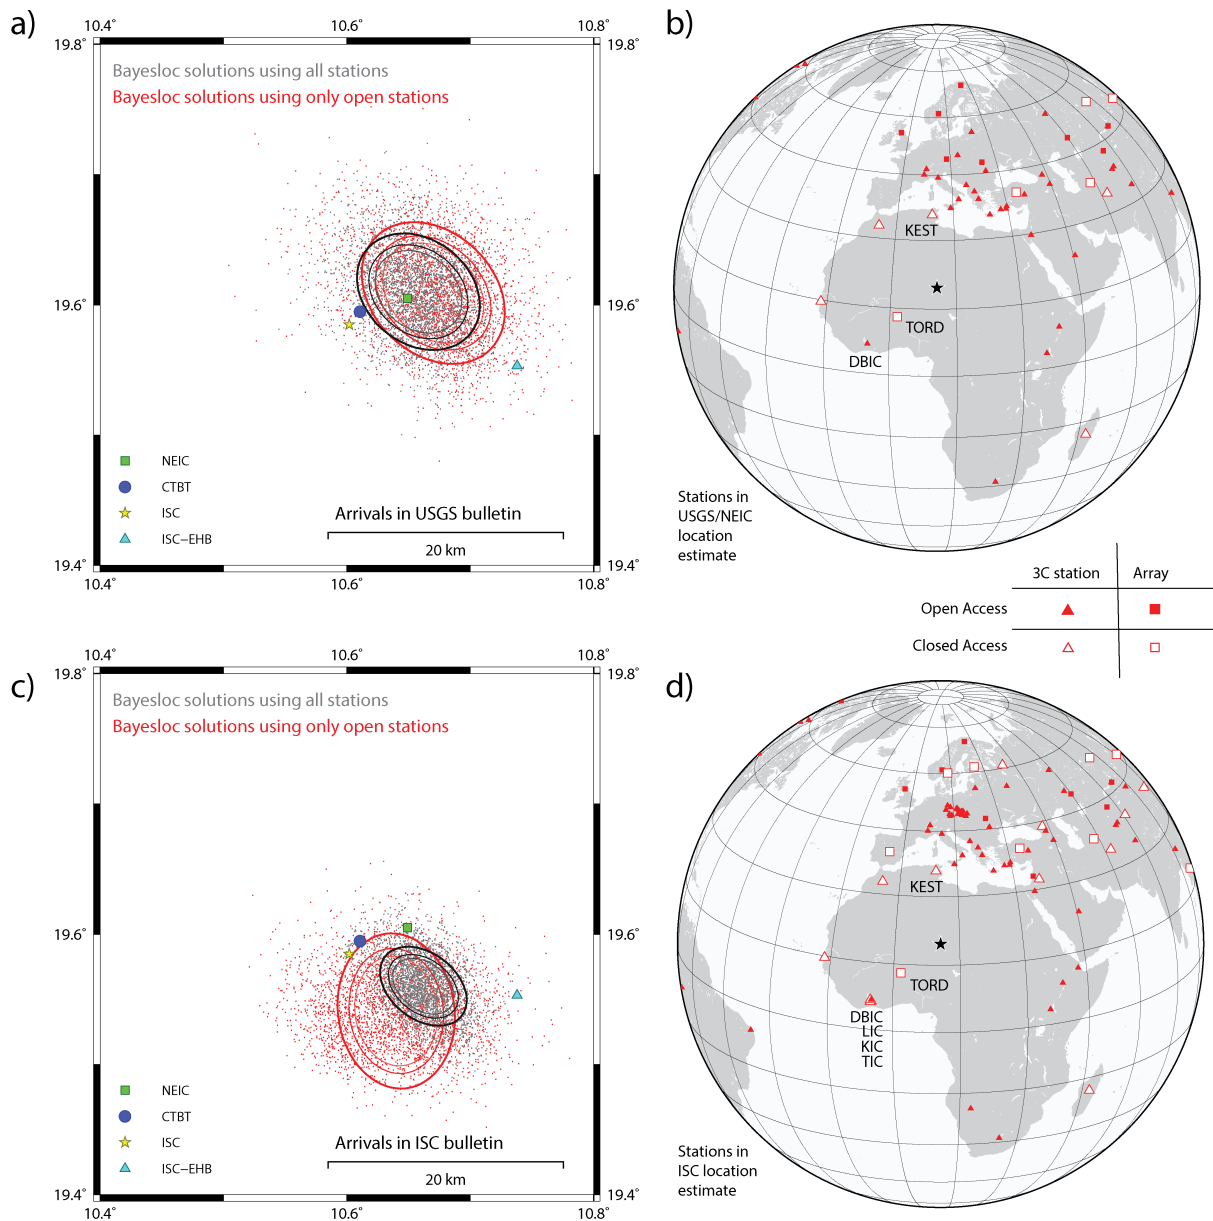 a)
10.4˚ 10.6˚ 10.8˚
19.8˚ 19.8˚
Bayesloc solutions using all stations
Bayesloc solutions using only open stations
19.6˚ 19.6˚
NEIC
CTBT
ISC
ISC−EHB
Arrivals in USGS bulletin
20 km
19.4˚ 19.4˚
10.4˚ 10.6˚ 10.8˚
b)
KEST
TORD
DBIC
Stations in
USGS/NEIC
location
estimate
3C station Array
Open Access
Closed Access
c)
10.4˚ 10.6˚ 10.8˚
19.8˚ 19.8˚
Bayesloc solutions using all stations
Bayesloc solutions using only open stations
19.6˚ 19.6˚
NEIC
CTBT
ISC
ISC−EHB
Arrivals in ISC bulletin
20 km
19.4˚ 19.4˚
10.4˚ 10.6˚ 10.8˚
d)
KEST
TORD
DBIC
LIC
KIC
TIC
Stations in
ISC location
estimate